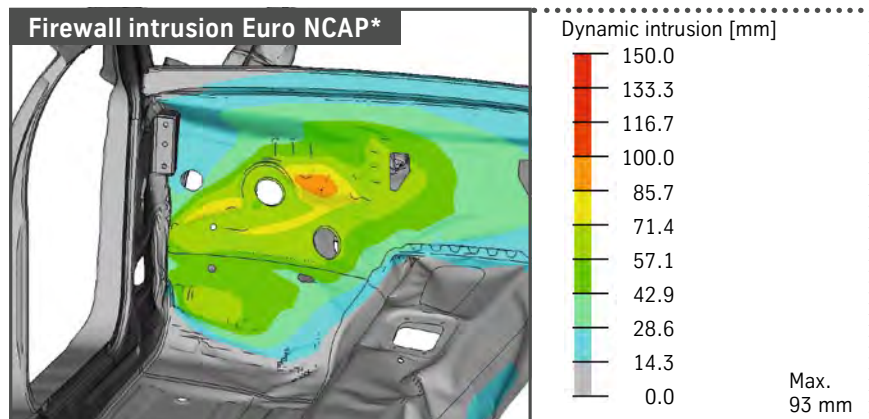 Firewall intrusion Euro NCAP*
Dynamic intrusion [mm]
150.0
133.3
116.7
100.0
85.7
71.4
57.1
42.9
28.6
14.3
0.0
Max.
93 mm